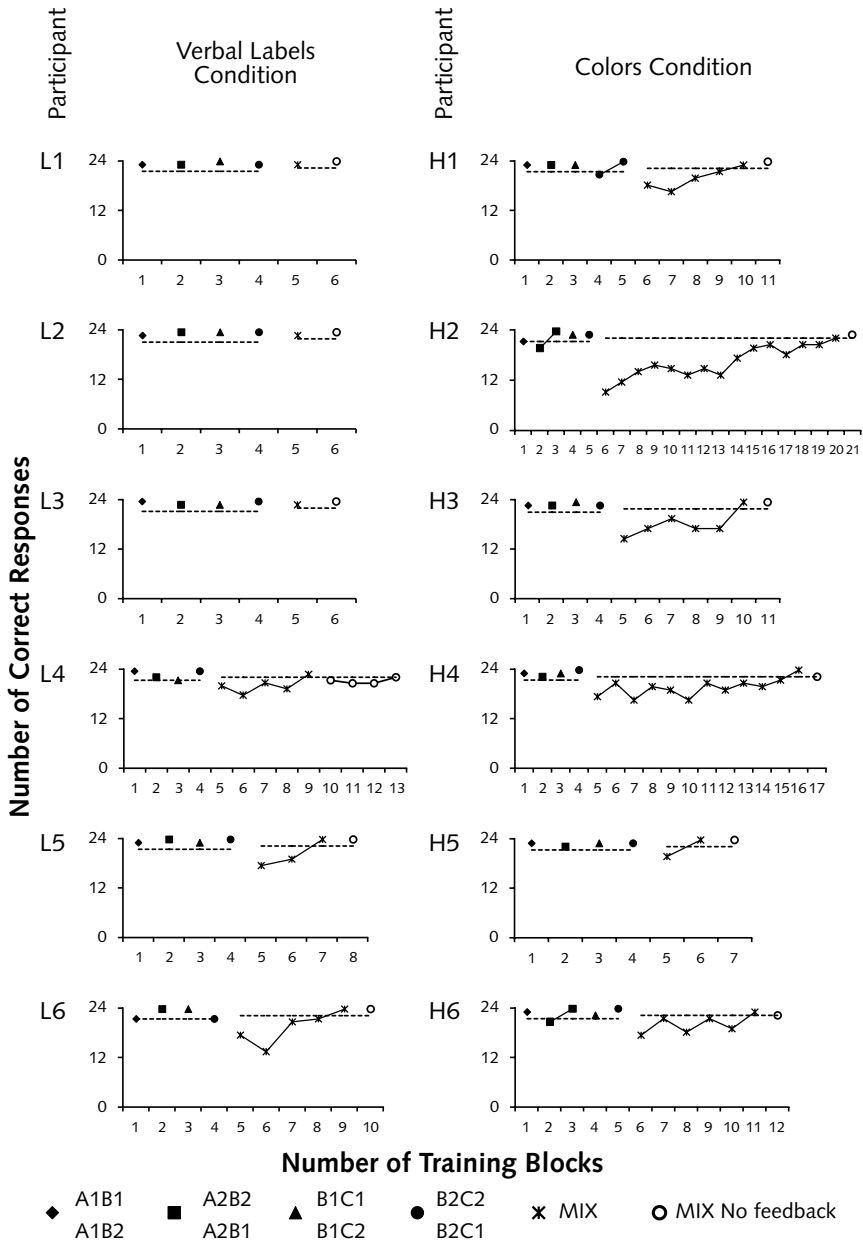 Participant
Verbal Labels
Condition
Participant
Colors Condition
Number of Correct Responses
L1
24
12
0
1 2 3 4 5 6
H1
1 2 3 4 5 6 7 8 9 10 11
L2
24
12
0
1 2 3 4 5 6
H2
1 2 3 4 5 6 7 8 9 10 11 12 13 14 15 16 17 18 19 20 21
L3
24
12
0
1 2 3 4 5 6
H3
1 2 3 4 5 6 7 8 9 10 11
L4
24
12
0
1 2 3 4 5 6 7 8 9 10 11 12 13
H4
24
12
0
1 2 3 4 5 6 7 8 9 10 11 12 13 14 15 16 17
L5
24
12
0
1 2 3 4 5 6 7 8
H5
24
12
0
1 2 3 4 5 6 7
L6
24
12
0
1 2 3 4 5 6 7 8 9 10
H6
24
12
0
1 2 3 4 5 6 7 8 9 10 11 12
Number of Training Blocks
A1B1 A2B2 B1C1 B2C2 MIX MIX No feedback
A1B2 A2B1 B1C2 B2C1